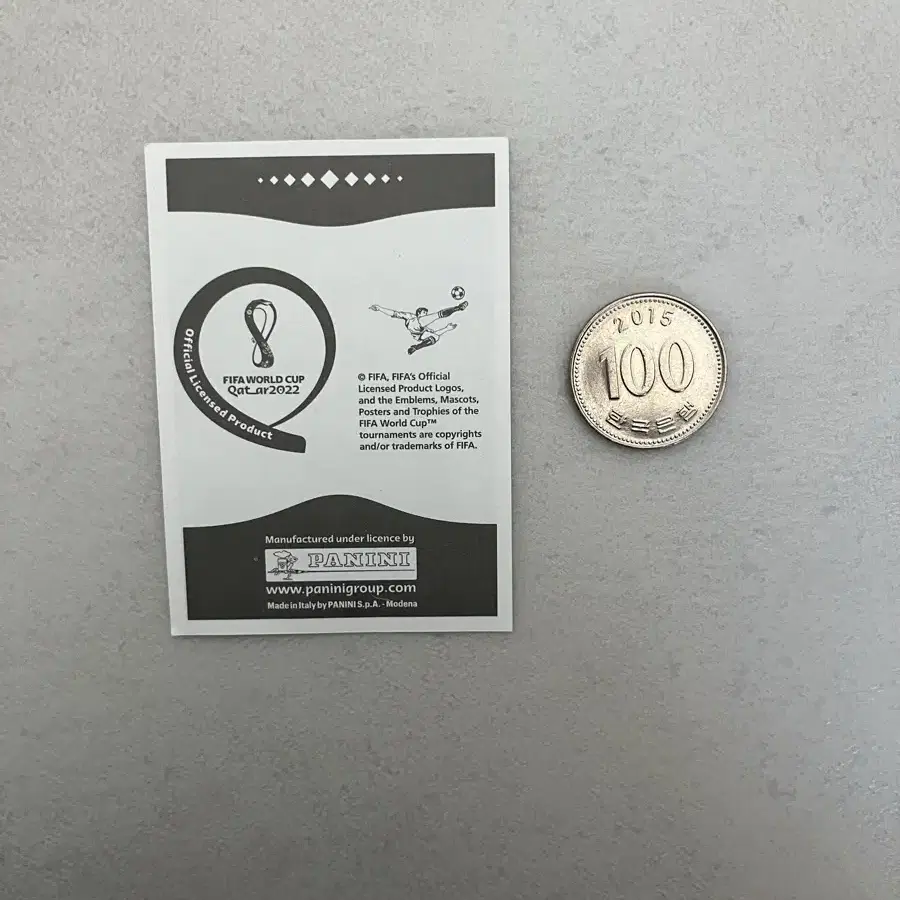 Official Licensed Product
FIFA WORLD CUP
Qatar2022
© FIFA, FIFA's Official
Licensed Product Logos,
and the Emblems, Mascots,
Posters and Trophies of the
FIFA World Cup™
tournaments are copyrights
and/or trademarks of FIFA.
Manufactured under licence by
PANINI
www.paninigroup.com
Made in Italy by PANINI S.p.A. - Modena
2015
100
한국은행